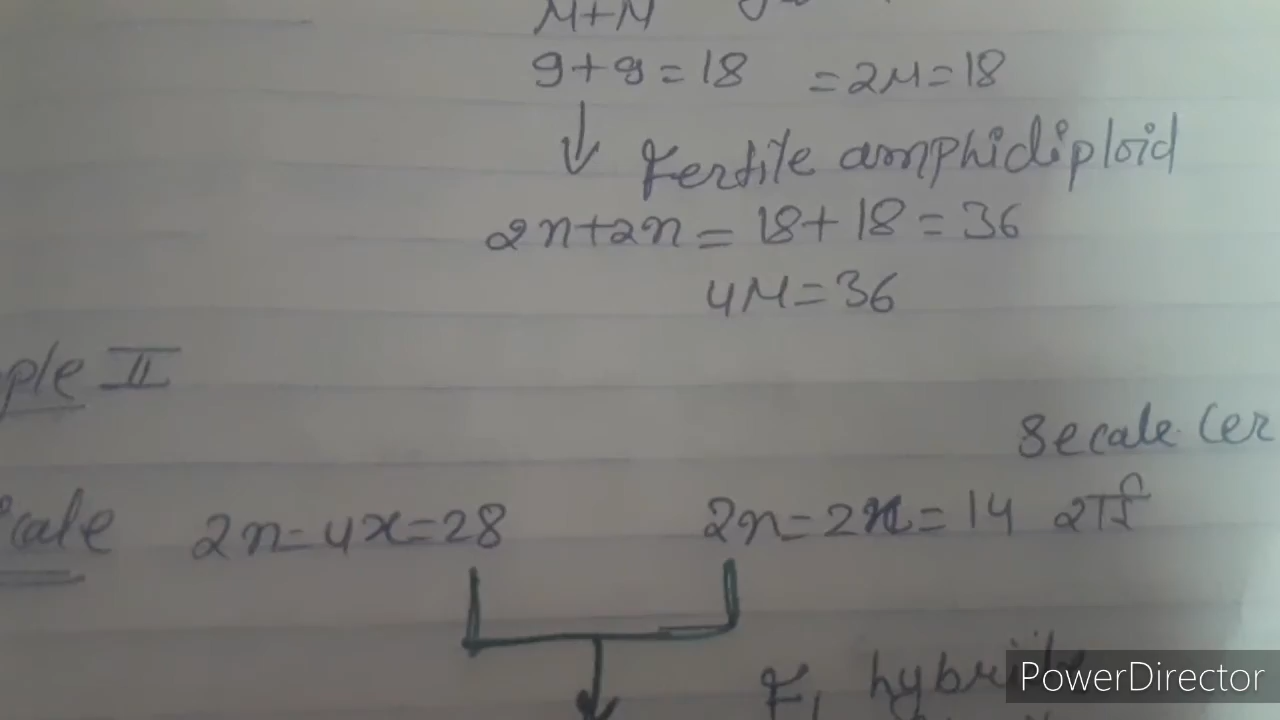 M+M
9+9=18 =2M=18
↓ Fertile amphidiploid
2n+2n=18+18=36
4M=36
ple II
Secale Cer
cale 2n=4x=28 2n=2x=14 राई
F₁ hybrid
PowerDirector